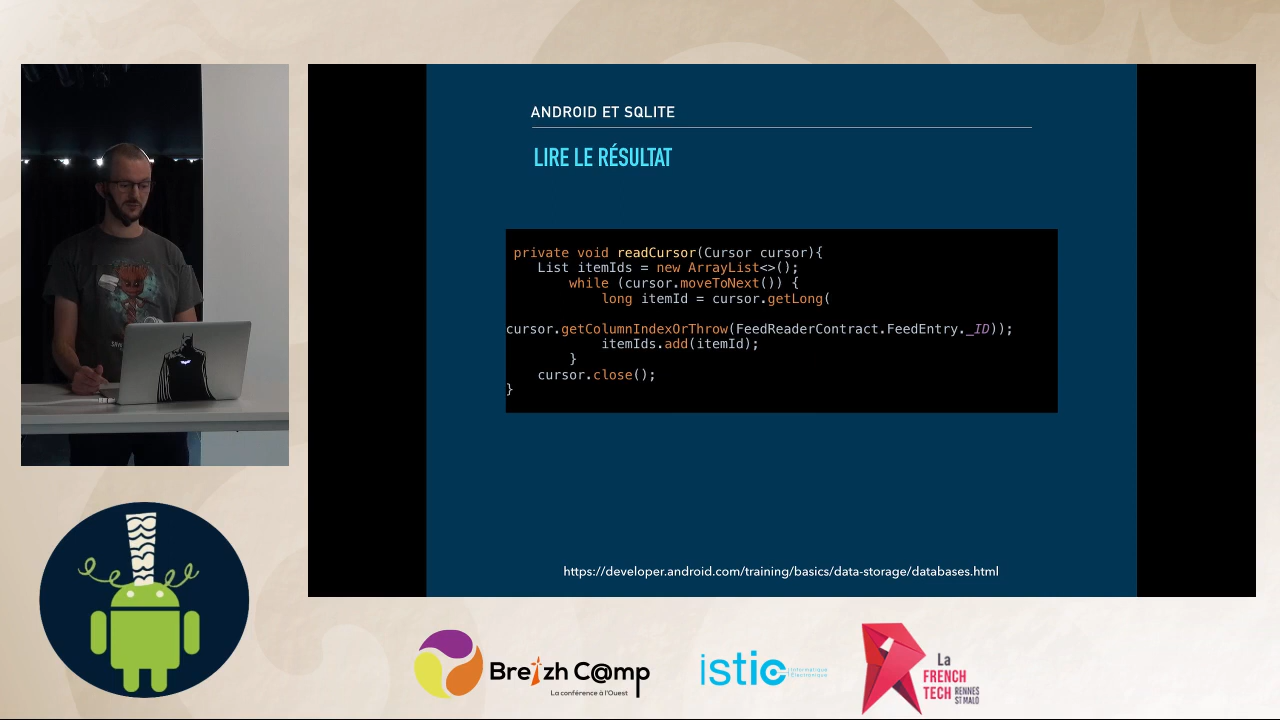 ANDROID ET SQLITE
LIRE LE RÉSULTAT
private void readCursor(Cursor cursor){
List itemIds = new ArrayList<>();
while (cursor.moveToNext()) {
long itemId = cursor.getLong(
cursor.getColumnIndexOrThrow(FeedReaderContract.FeedEntry._ID));
itemIds.add(itemId);
}
cursor.close();
}
https://developer.android.com/training/basics/data-storage/databases.html
Breizh C@mp
La conférence à l'Ouest
istic
Informatique
Électronique
La
FRENCH
TECH RENNES
ST MALO